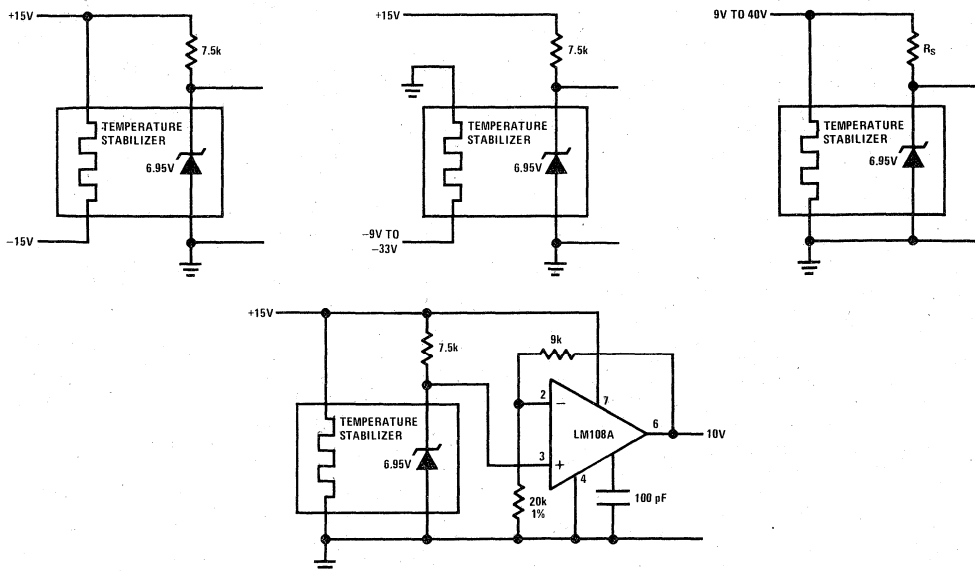 +15V
7.5k
TEMPERATURE
STABILIZER
6.95V
−15V
+15V
7.5k
TEMPERATURE
STABILIZER
6.95V
−9V TO
−33V
9V TO 40V
RS
TEMPERATURE
STABILIZER
6.95V
+15V
7.5k
TEMPERATURE
STABILIZER
6.95V
9k
2
−
7
LM108A
6
10V
3
+
4
20k
1%
100 pF